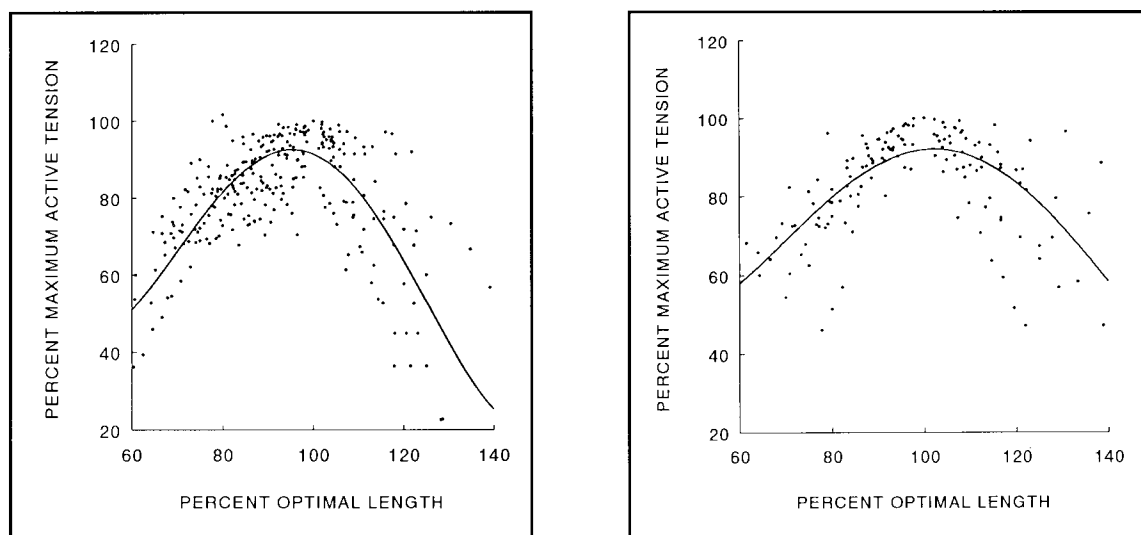 120
100
80
60
40
20
PERCENT MAXIMUM ACTIVE TENSION
60 80 100 120 140
PERCENT OPTIMAL LENGTH
120
100
80
60
40
20
PERCENT MAXIMUM ACTIVE TENSION
60 80 100 120 140
PERCENT OPTIMAL LENGTH